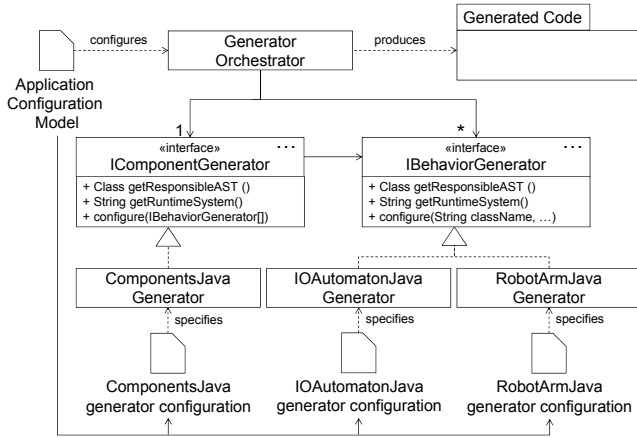 configures
Generator
Orchestrator
produces
Generated Code
Application
Configuration
Model
1
*
«interface»
...
IComponentGenerator
+ Class getResponsibleAST ()
+ String getRuntimeSystem()
+ configure(IBehaviorGenerator[])
«interface»
...
IBehaviorGenerator
+ Class getResponsibleAST ()
+ String getRuntimeSystem()
+ configure(String className, …)
ComponentsJava
Generator
IOAutomatonJava
Generator
RobotArmJava
Generator
specifies
specifies
specifies
ComponentsJava
generator configuration
IOAutomatonJava
generator configuration
RobotArmJava
generator configuration